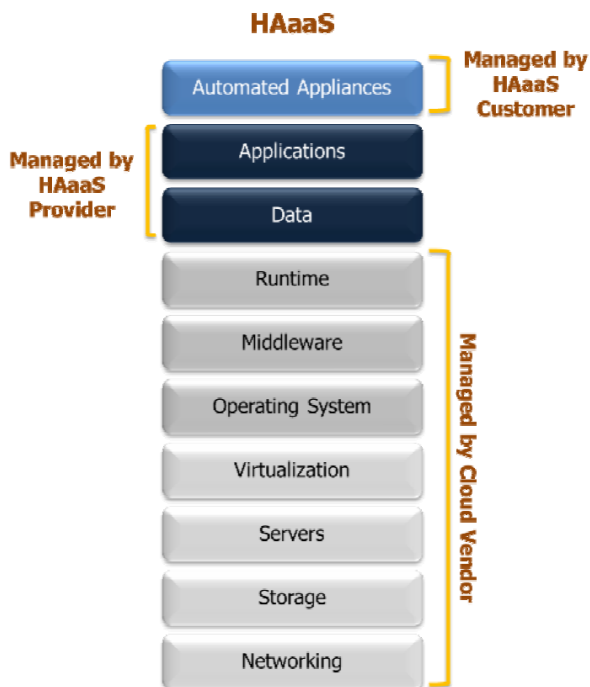 HAaaS
Automated Appliances
Managed by
HAaaS
Customer
Applications
Managed by
HAaaS
Provider
Data
Runtime
Middleware
Operating System
Virtualization
Servers
Storage
Networking
Managed by Cloud Vendor